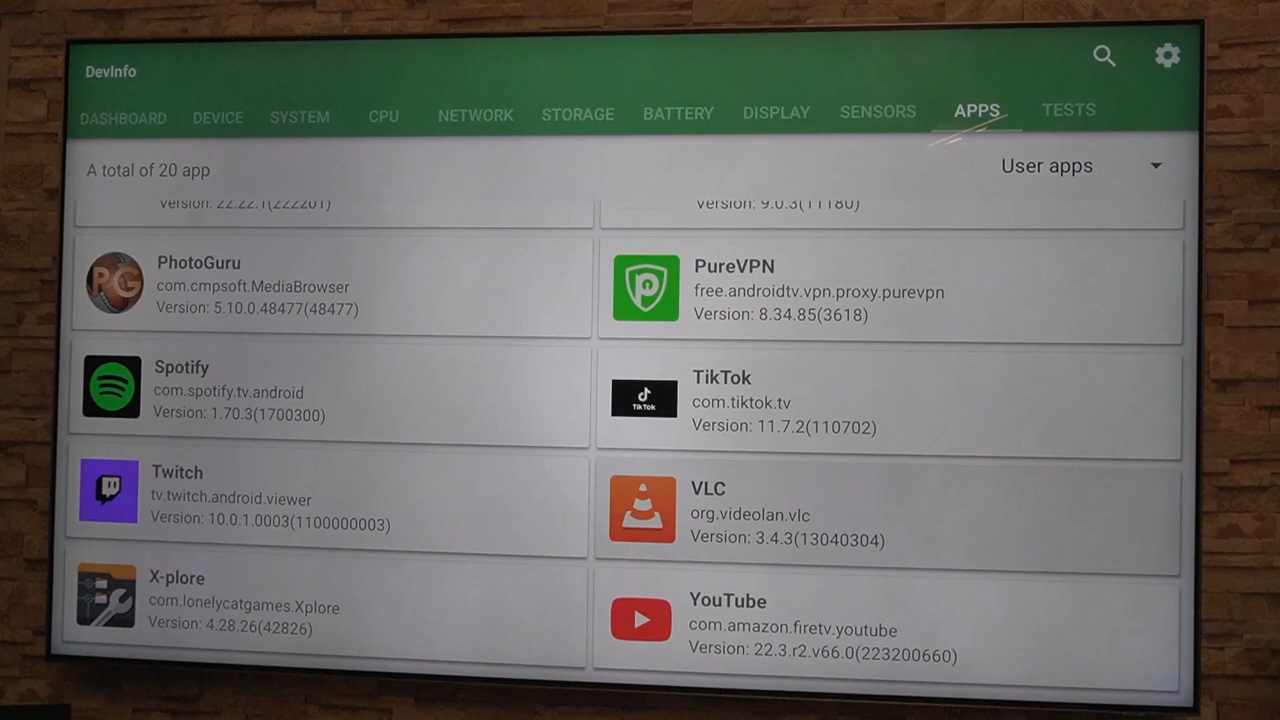 DevInfo
DASHBOARD DEVICE SYSTEM CPU NETWORK STORAGE BATTERY DISPLAY SENSORS APPS TESTS
A total of 20 app
User apps
Version: 22.22.1(222201)
Version: 9.0.3(11180)
PG
PhotoGuru
com.cmpsoft.MediaBrowser
Version: 5.10.0.48477(48477)
PureVPN
free.androidtv.vpn.proxy.purevpn
Version: 8.34.85(3618)
Spotify
com.spotify.tv.android
Version: 1.70.3(1700300)
TikTok
TikTok
com.tiktok.tv
Version: 11.7.2(110702)
Twitch
tv.twitch.android.viewer
Version: 10.0.1.0003(1100000003)
VLC
org.videolan.vlc
Version: 3.4.3(13040304)
X-plore
com.lonelycatgames.Xplore
Version: 4.28.26(42826)
YouTube
com.amazon.firetv.youtube
Version: 22.3.r2.v66.0(223200660)